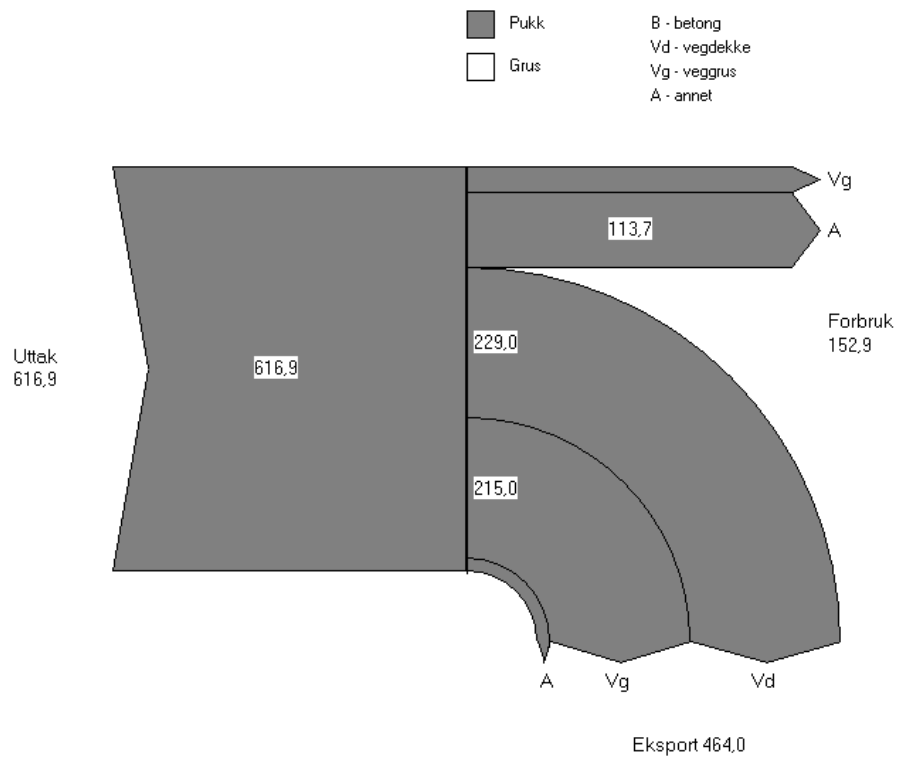 Pukk
Grus
B - betong
Vd - vegdekke
Vg - veggrus
A - annet
Vg
113,7
A
Forbruk
152,9
229,0
Uttak
616,9
616,9
215,0
A
Vg
Vd
Eksport 464,0